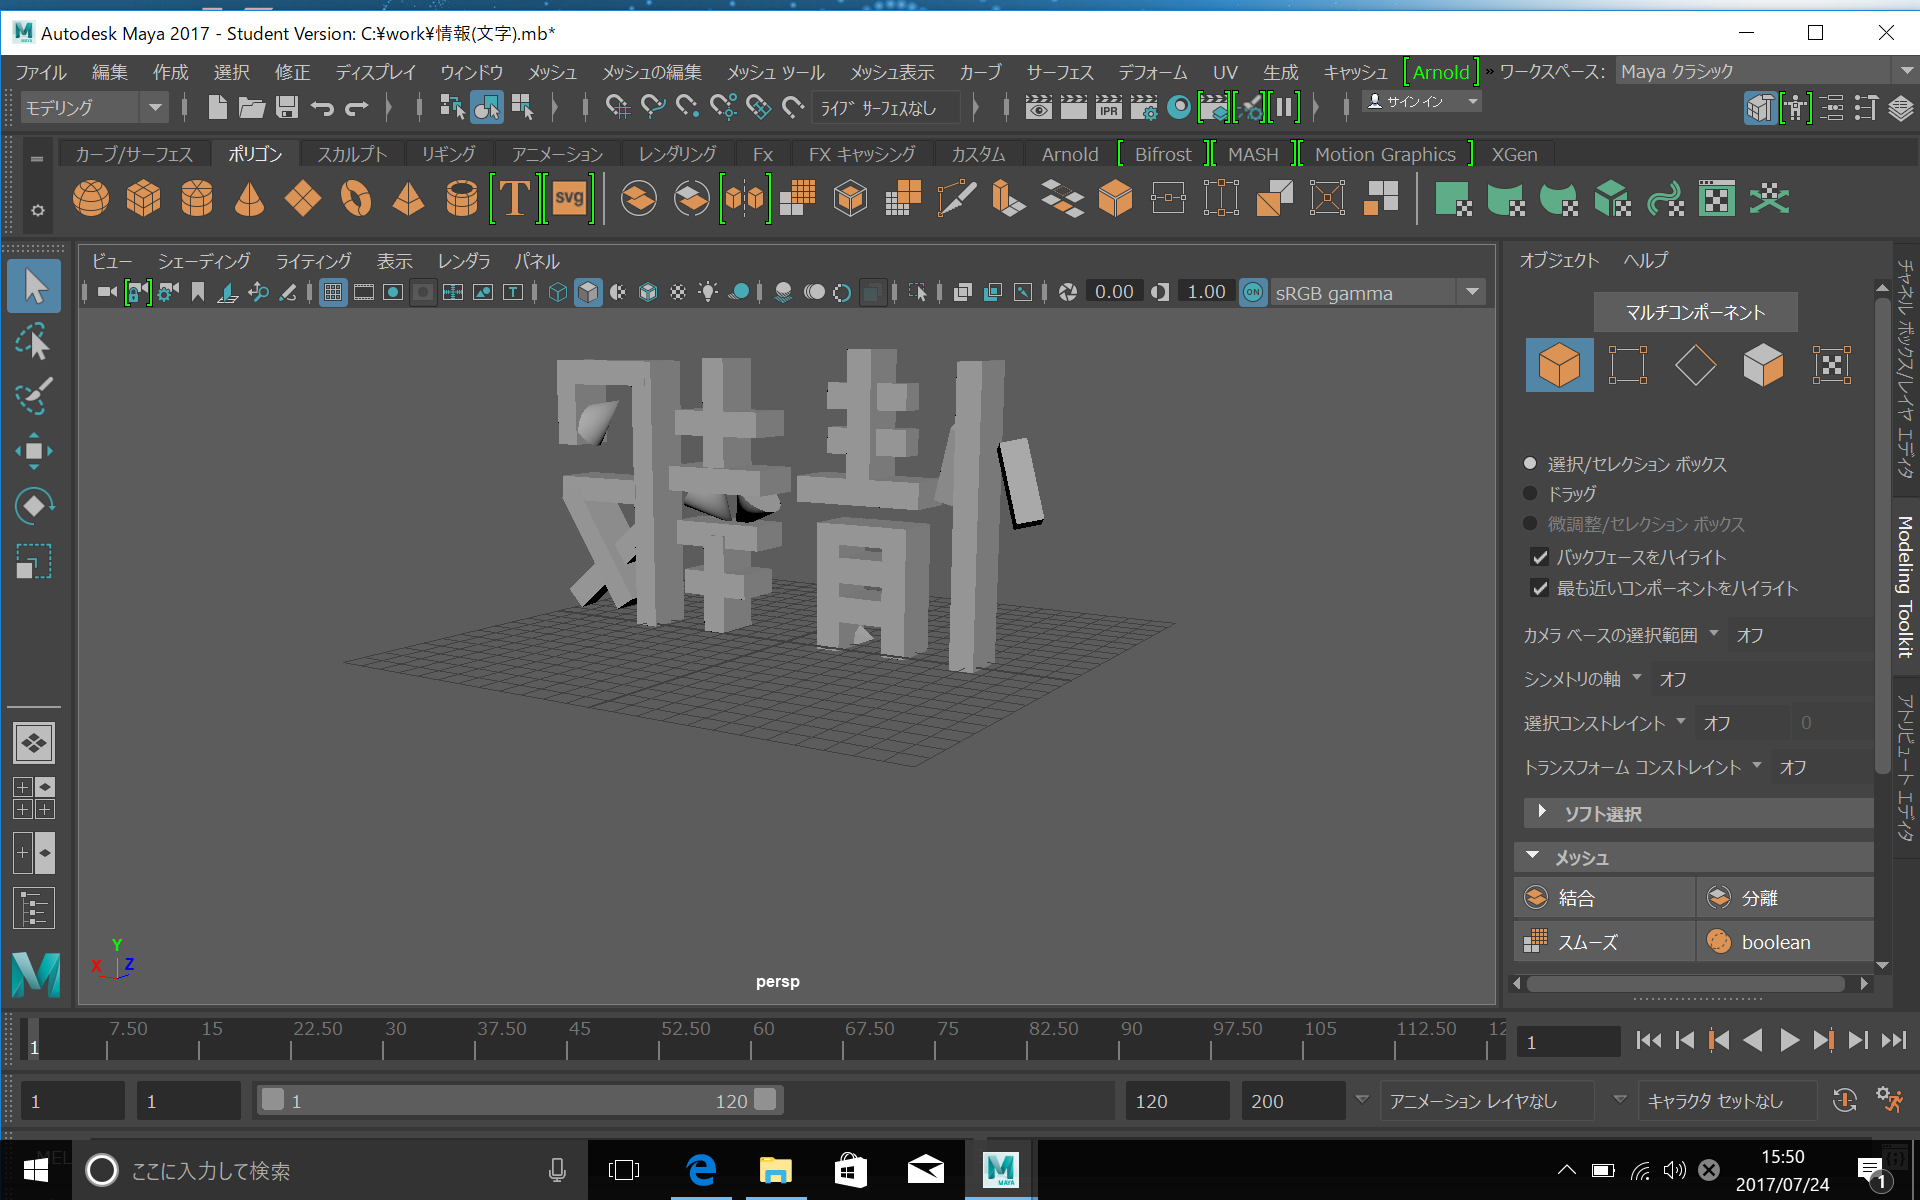 Autodesk Maya 2017 - Student Version: C:¥work¥情報(文字).mb*
ファイル 編集 作成 選択 修正 ディスプレイ ウィンドウ メッシュ メッシュの編集 メッシュ ツール メッシュ表示 カーブ サーフェス デフォーム UV 生成 キャッシュ [Arnold] » ワークスペース: Maya クラシック
モデリング ライブ サーフェスなし IPR サインイン
カーブ/サーフェス ポリゴン スカルプト リギング アニメーション レンダリング Fx FX キャッシング カスタム Arnold [Bifrost] [MASH] [Motion Graphics] XGen
T svg
ビュー シェーディング ライティング 表示 レンダラ パネル
0.00 1.00 ON sRGB gamma
情報
Y
X Z
persp
オブジェクト ヘルプ
マルチコンポーネント
選択/セレクション ボックス
ドラッグ
微調整/セレクション ボックス
バックフェースをハイライト
最も近いコンポーネントをハイライト
カメラ ベースの選択範囲 オフ
シンメトリの軸 オフ
選択コンストレイント オフ 0
トランスフォーム コンストレイント オフ
ソフト選択
メッシュ
結合 分離
スムーズ boolean
チャネル ボックス/レイヤ エディタ
Modeling Toolkit
アトリビュート エディタ
1 7.50 15 22.50 30 37.50 45 52.50 60 67.50 75 82.50 90 97.50 105 112.50 12 1
1 1 1 120 120 200 アニメーション レイヤなし キャラクタ セットなし
MEL
ここに入力して検索
MAYA
15:50
2017/07/24
1